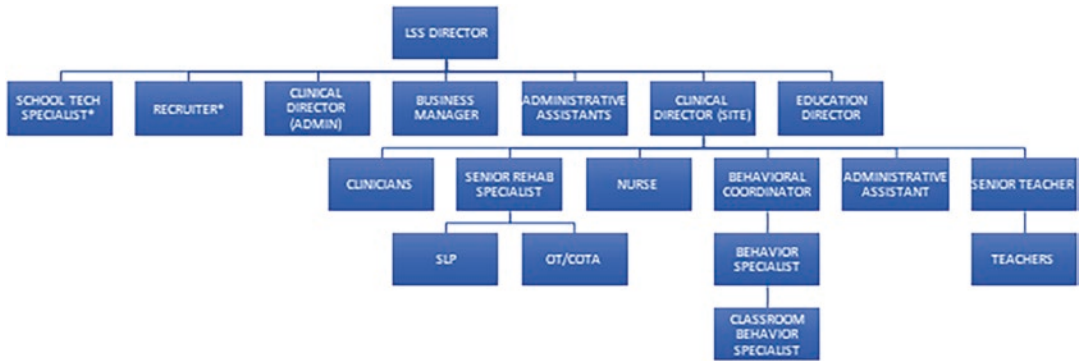 LSS DIRECTOR
SCHOOL TECH
SPECIALIST*
RECRUITER*
CLINICAL
DIRECTOR
(ADMIN)
BUSINESS
MANAGER
ADMINISTRATIVE
ASSISTANTS
CLINICAL
DIRECTOR (SITE)
EDUCATION
DIRECTOR
CLINICIANS
SENIOR REHAB
SPECIALIST
NURSE
BEHAVIORAL
COORDINATOR
ADMINISTRATIVE
ASSISTANT
SENIOR TEACHER
SLP
OT/COTA
BEHAVIOR
SPECIALIST
TEACHERS
CLASSROOM
BEHAVIOR
SPECIALIST